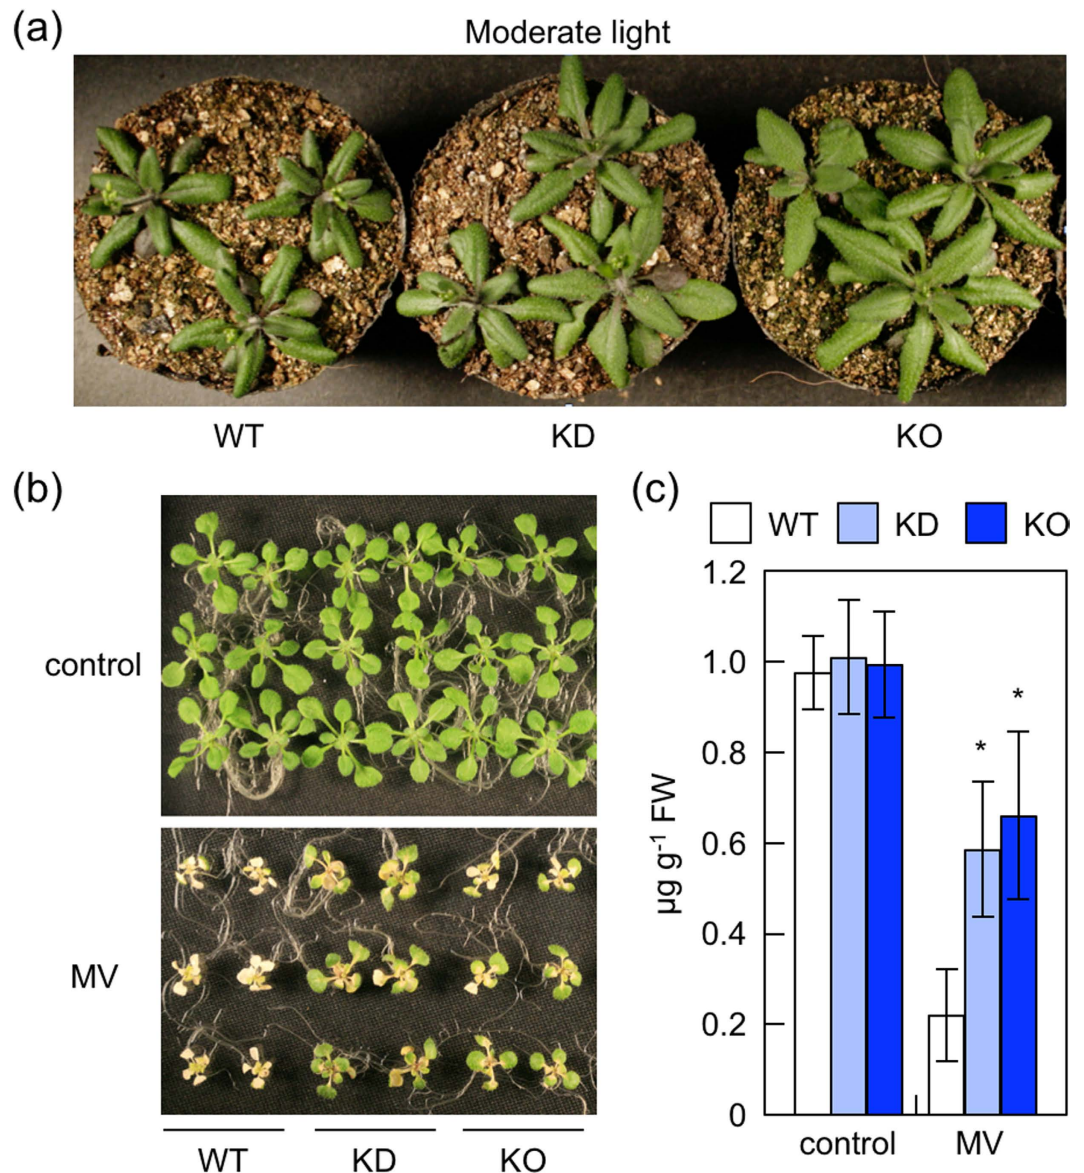 (a)
Moderate light
WT KD KO
(b)
control
MV
WT KD KO
(c)
WT KD KO
µg g⁻¹ FW
1.2
1.0
0.8
0.6
0.4
0.2
0
* *
control MV